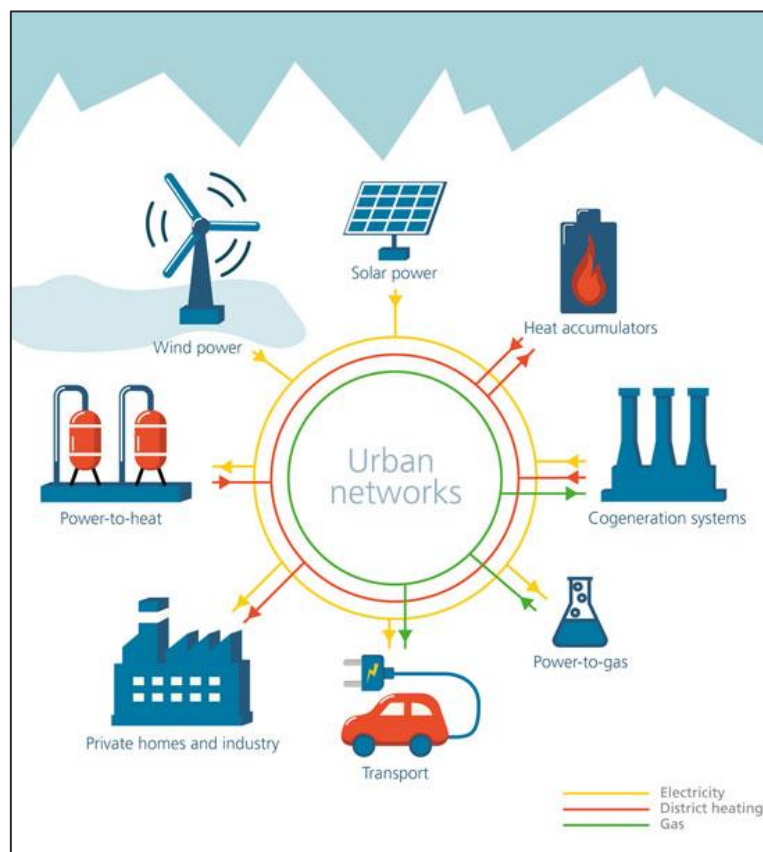 Solar power
Heat accumulators
Wind power
Urban
networks
Power-to-heat
Cogeneration systems
Power-to-gas
Private homes and industry
Transport
Electricity
District heating
Gas